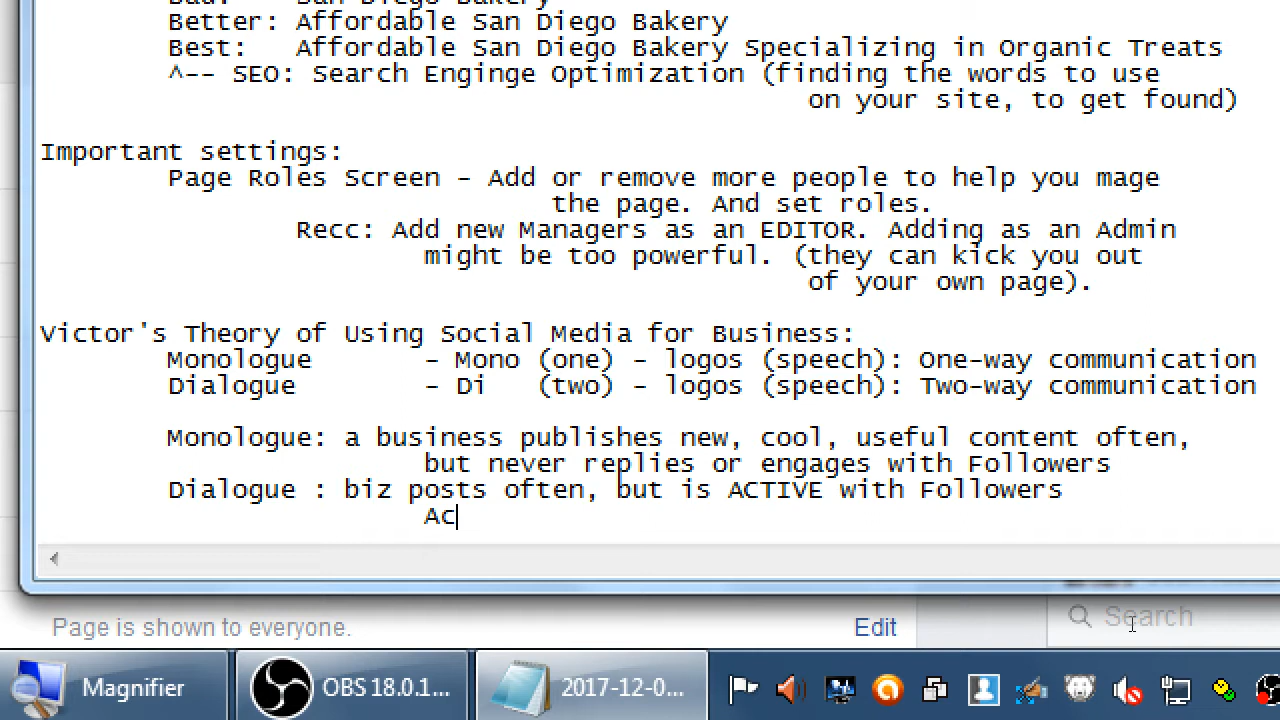 Bad: San Diego Bakery
Better: Affordable San Diego Bakery
Best: Affordable San Diego Bakery Specializing in Organic Treats
^-- SEO: Search Enginge Optimization (finding the words to use
on your site, to get found)
Important settings:
Page Roles Screen - Add or remove more people to help you mage
the page. And set roles.
Recc: Add new Managers as an EDITOR. Adding as an Admin
might be too powerful. (they can kick you out
of your own page).
Victor's Theory of Using Social Media for Business:
Monologue - Mono (one) - logos (speech): One-way communication
Dialogue - Di (two) - logos (speech): Two-way communication
Monologue: a business publishes new, cool, useful content often,
but never replies or engages with Followers
Dialogue : biz posts often, but is ACTIVE with Followers
Ac
Page is shown to everyone. Edit Search
Magnifier OBS 18.0.1... 2017-12-0...